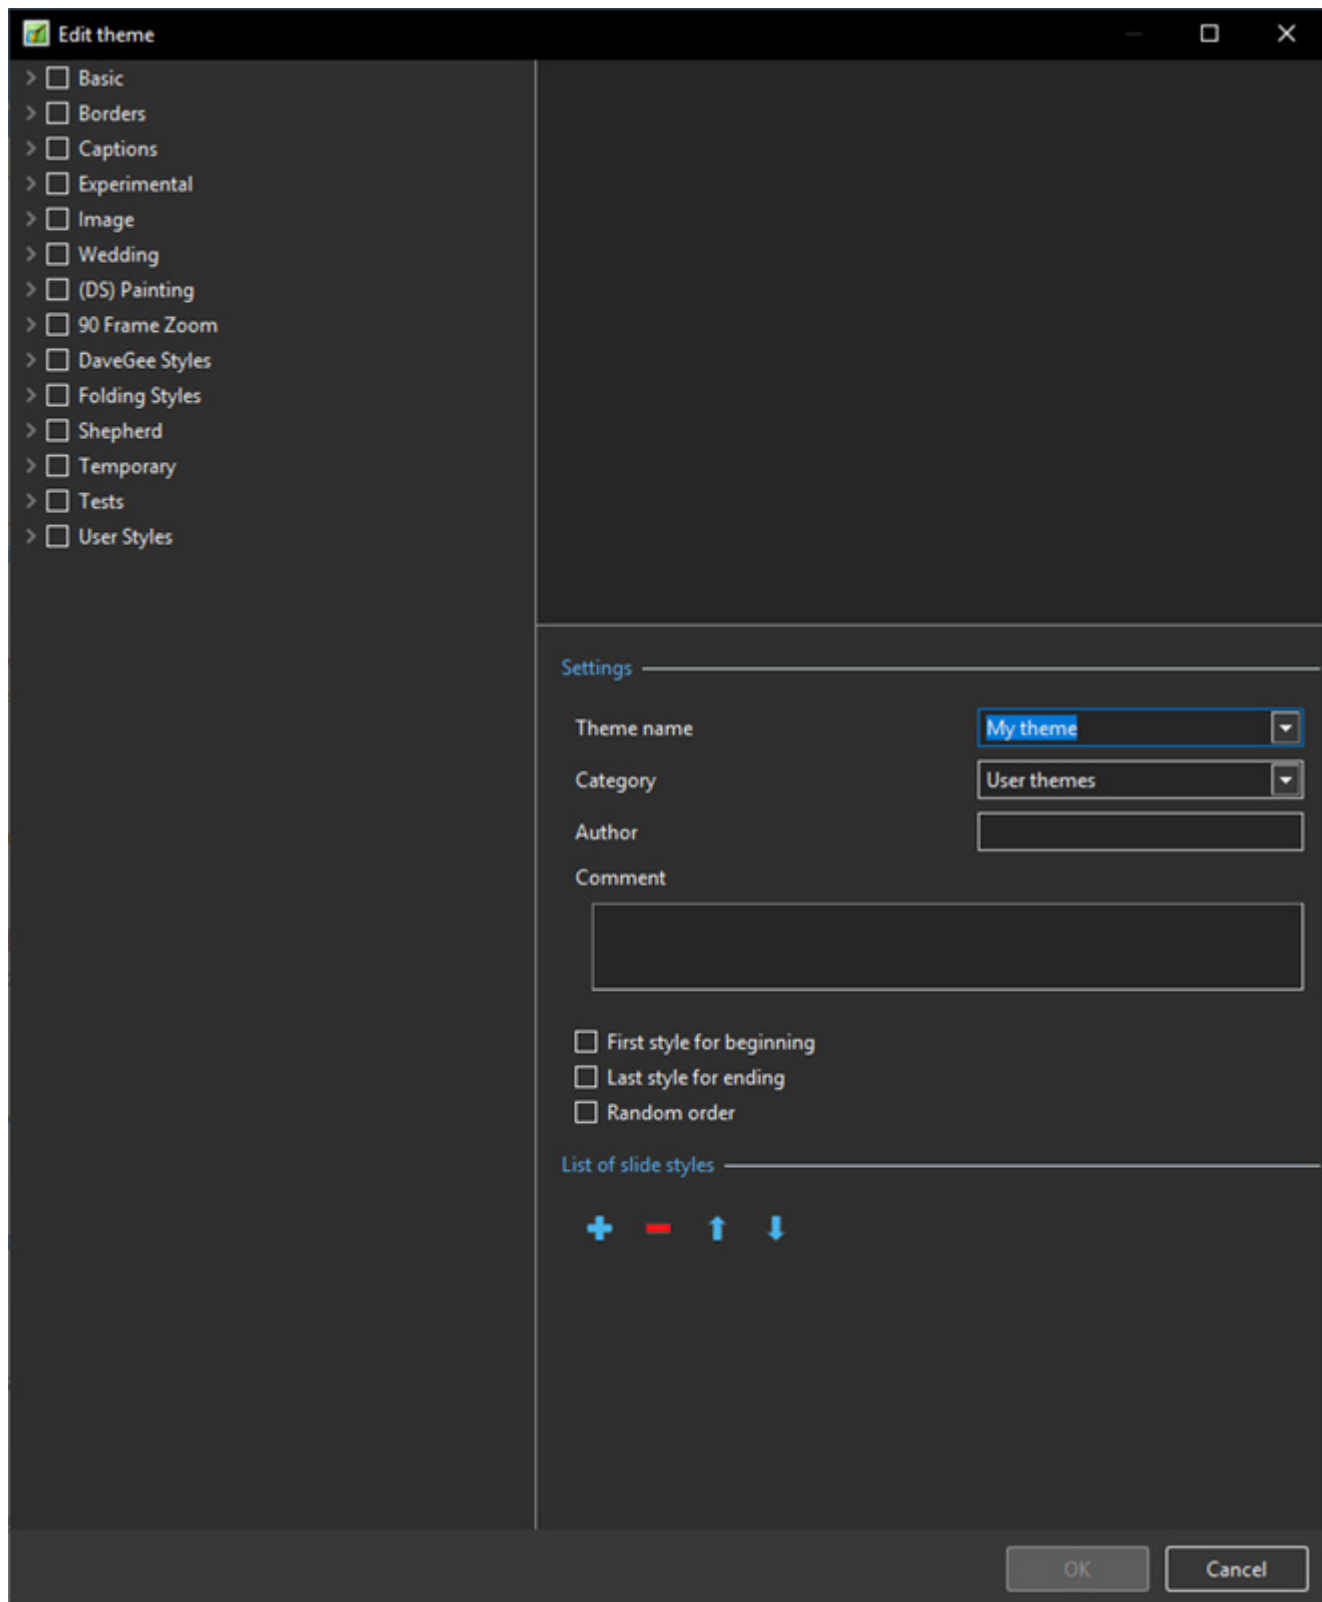 Edit theme
Basic
Borders
Captions
Experimental
Image
Wedding
(DS) Painting
90 Frame Zoom
DaveGee Styles
Folding Styles
Shepherd
Temporary
Tests
User Styles
Settings
Theme name My theme
Category User themes
Author
Comment
First style for beginning
Last style for ending
Random order
List of slide styles
OK Cancel